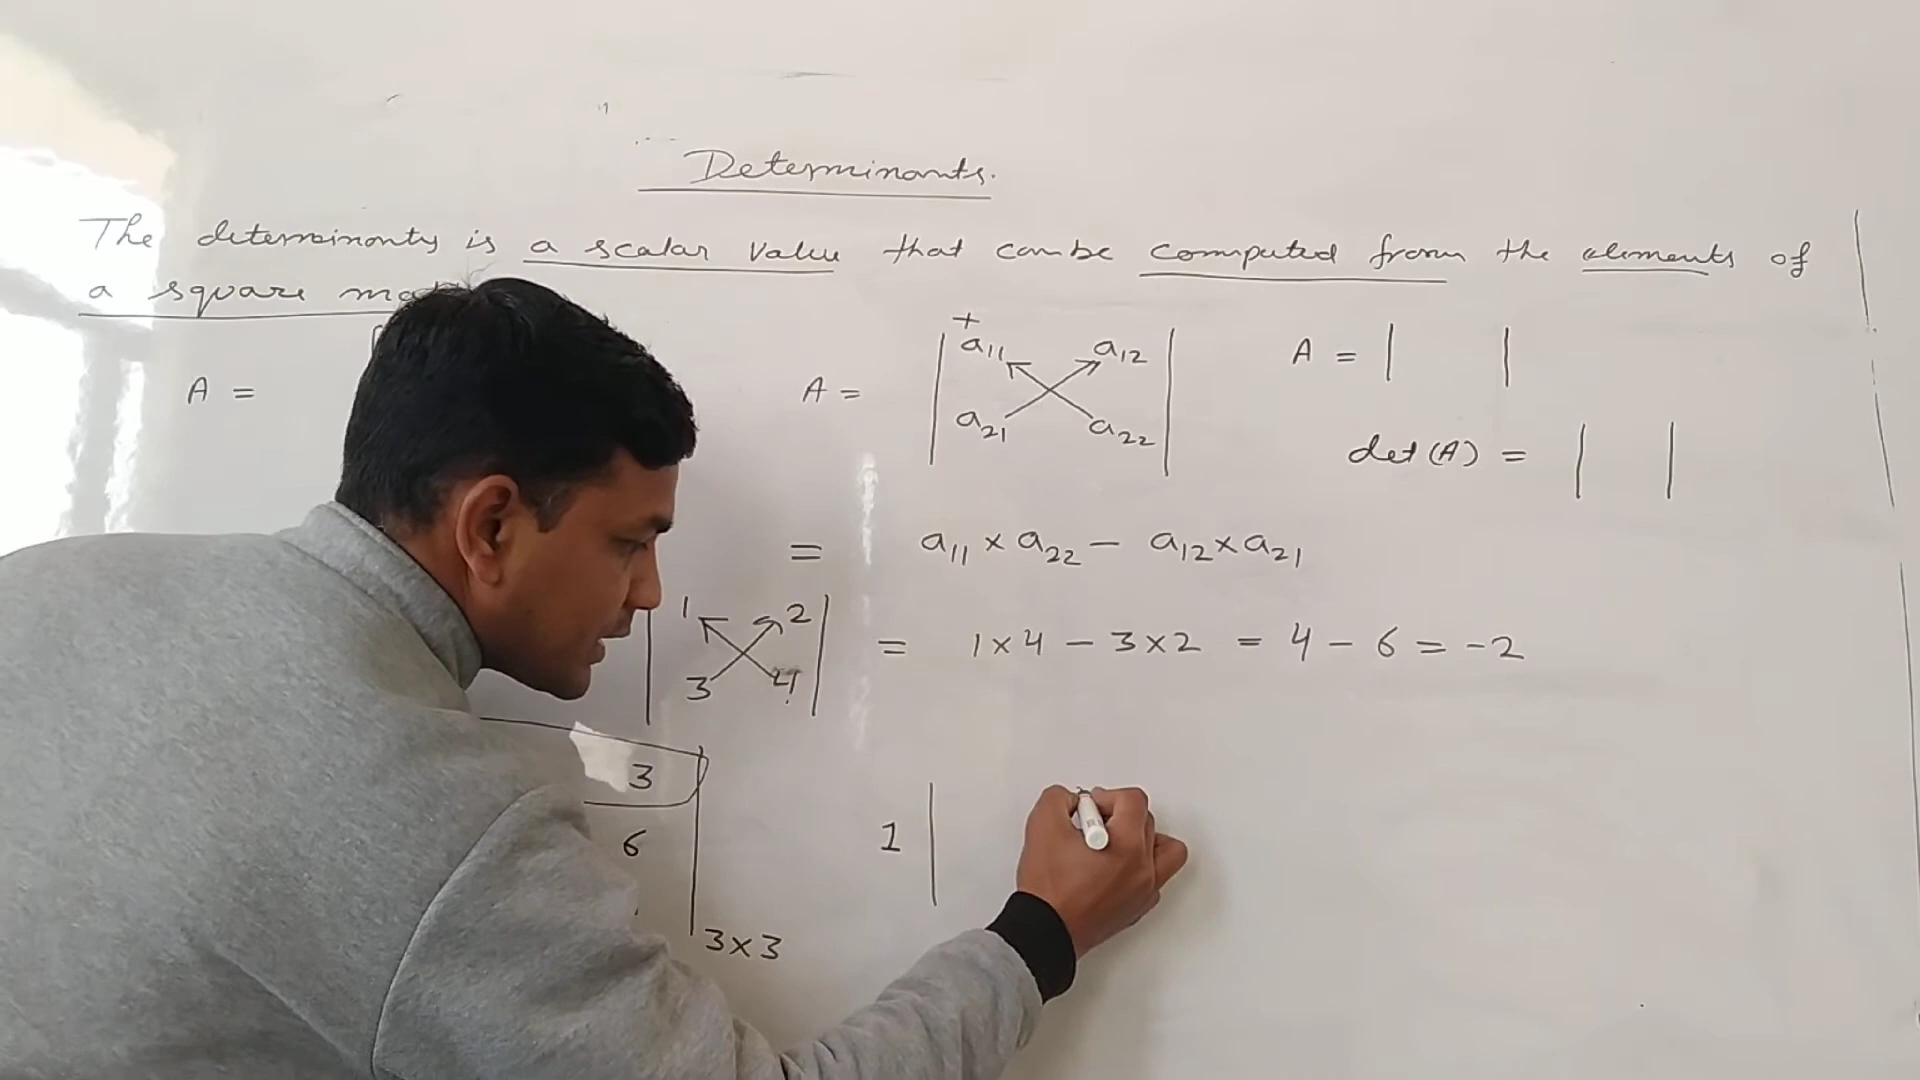 Determinants.
The determinanty is a scalar value that can be computed from the elements of
a square
A =
A = | + a11 a12 | A = | |
| a21 a22 |
det (A) = | |
= a11 × a22 - a12 × a21
| 1 2 | = 1 × 4 - 3 × 2 = 4 - 6 = -2
| 3 4 |
3
6 | 1 |
3×3